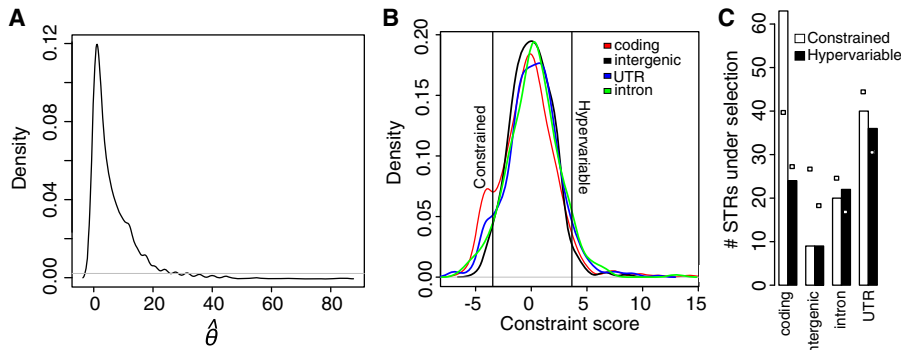 A
Density
0.00
0.04
0.08
0.12
0 20 40 60 80
θ̂
B
Density
0.00
0.05
0.10
0.15
0.20
coding
intergenic
UTR
intron
Constrained
Hypervariable
-5 0 5 10 15
Constraint score
C
# STRs under selection
0
10
20
30
40
50
60
Constrained
Hypervariable
coding
intergenic
intron
UTR